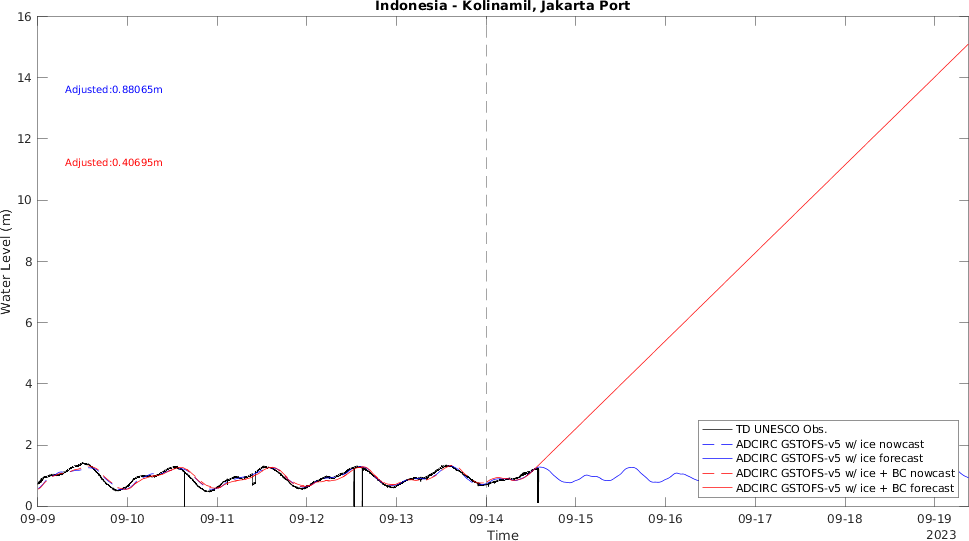 Indonesia - Kolinamil, Jakarta Port
16
14
12
10
8
6
4
2
0
Water Level (m)
Adjusted:0.88065m
Adjusted:0.40695m
TD UNESCO Obs.
ADCIRC GSTOFS-v5 w/ ice nowcast
ADCIRC GSTOFS-v5 w/ ice forecast
ADCIRC GSTOFS-v5 w/ ice + BC nowcast
ADCIRC GSTOFS-v5 w/ ice + BC forecast
09-09 09-10 09-11 09-12 09-13 09-14 09-15 09-16 09-17 09-18 09-19
Time
2023